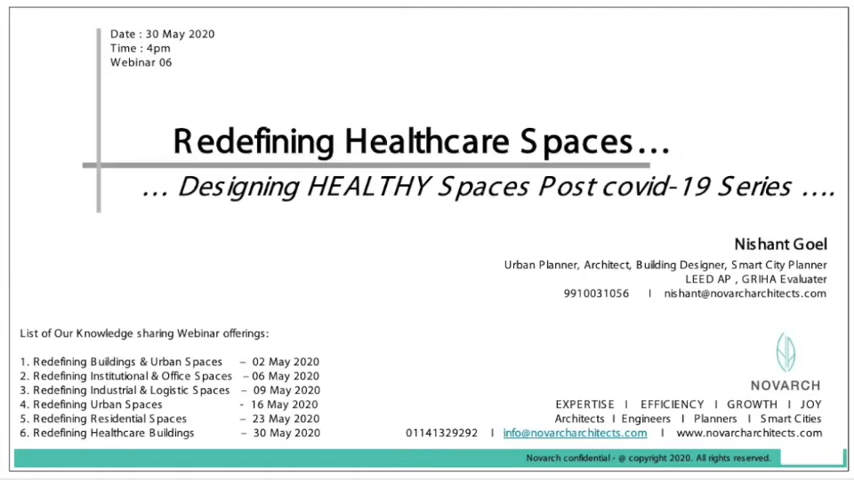 Date : 30 May 2020
Time : 4pm
Webinar 06
Redefining Healthcare Spaces...
... Designing HEALTHY Spaces Post covid-19 Series ....
Nishant Goel
Urban Planner, Architect, Building Designer, Smart City Planner
LEED AP , GRIHA Evaluater
9910031056 I nishant@novarcharchitects.com
List of Our Knowledge sharing Webinar offerings:
1. Redefining Buildings & Urban Spaces – 02 May 2020
2. Redefining Institutional & Office Spaces – 06 May 2020
3. Redefining Industrial & Logistic Spaces – 09 May 2020
4. Redefining Urban Spaces - 16 May 2020
5. Redefining Residential Spaces – 23 May 2020
6. Redefining Healthcare Buildings – 30 May 2020
NOVARCH
EXPERTISE I EFFICIENCY I GROWTH I JOY
Architects I Engineers I Planners I Smart Cities
01141329292 I info@novarcharchitects.com I www.novarcharchitects.com
Novarch confidential - @ copyright 2020. All rights reserved.